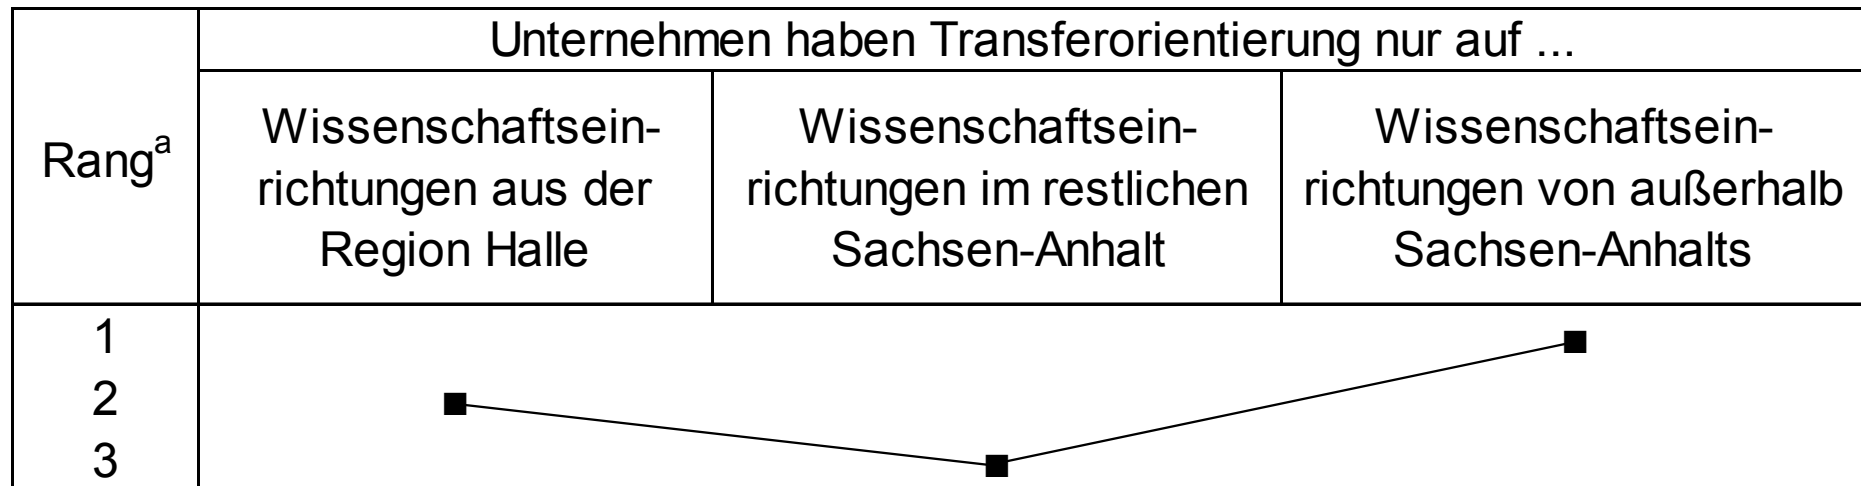 Unternehmen haben Transferorientierung nur auf ...
Rangª
Wissenschaftsein-
richtungen aus der
Region Halle
Wissenschaftsein-
richtungen im restlichen
Sachsen-Anhalt
Wissenschaftsein-
richtungen von außerhalb
Sachsen-Anhalts
1
2
3